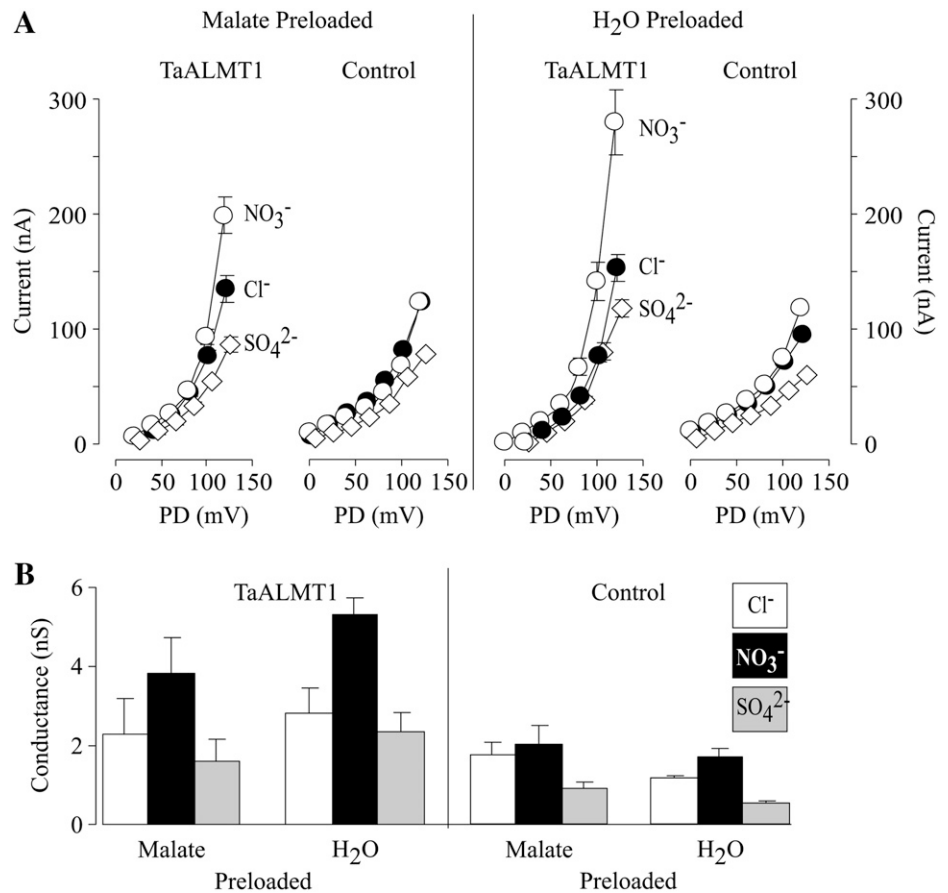 A
Malate Preloaded
H2O Preloaded
TaALMT1
Control
TaALMT1
Control
300
200
100
0
Current (nA)
NO3-
Cl-
SO42-
NO3-
Cl-
SO42-
300
200
100
0
Current (nA)
0 50 100 150
0 50 100 150
0 50 100 150
0 50 100 150
PD (mV)
PD (mV)
PD (mV)
PD (mV)
B
TaALMT1
Control
6
4
2
0
Conductance (nS)
Cl-
NO3-
SO42-
Malate
H2O
Malate
H2O
Preloaded
Preloaded